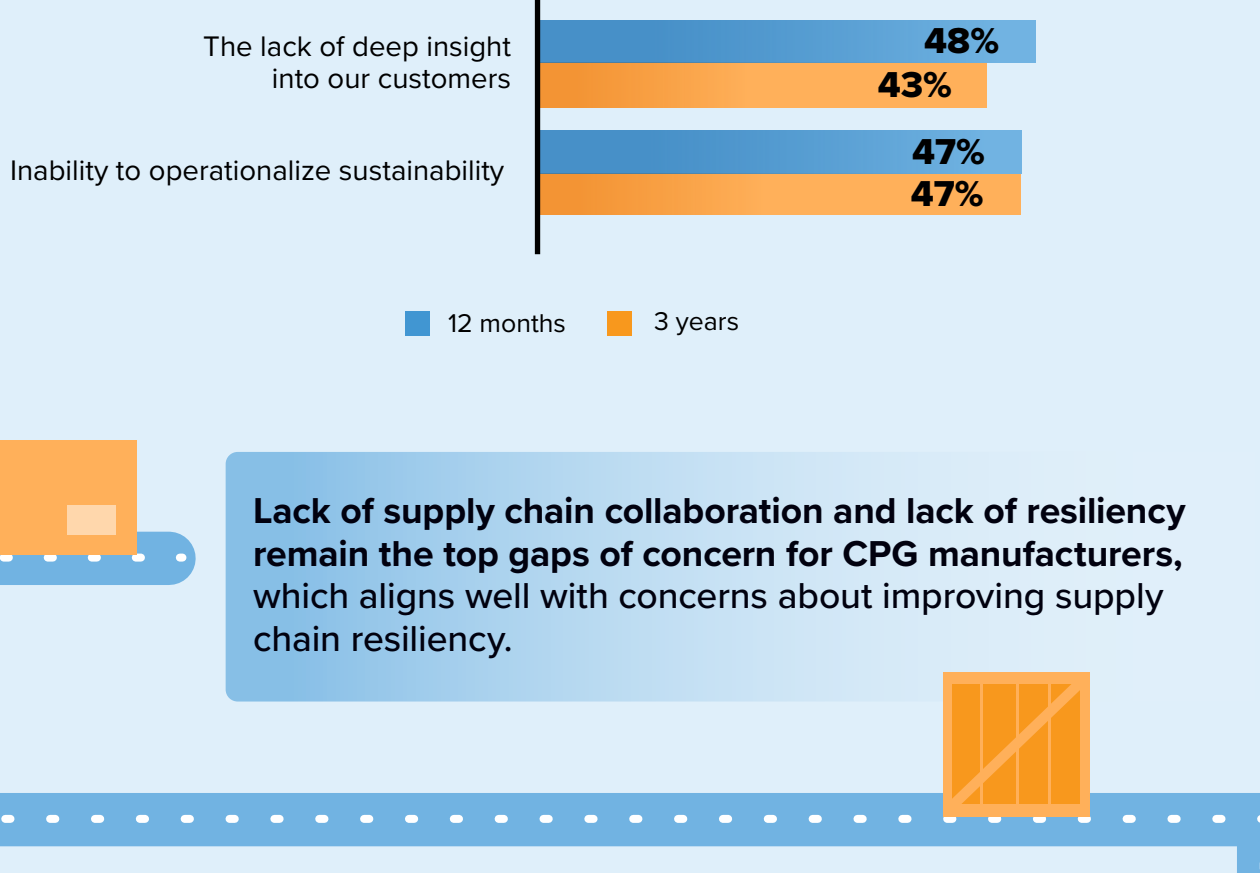 The lack of deep insight
into our customers
48%
43%
Inability to operationalize sustainability
47%
47%
12 months
3 years
Lack of supply chain collaboration and lack of resiliency
remain the top gaps of concern for CPG manufacturers,
which aligns well with concerns about improving supply
chain resiliency.